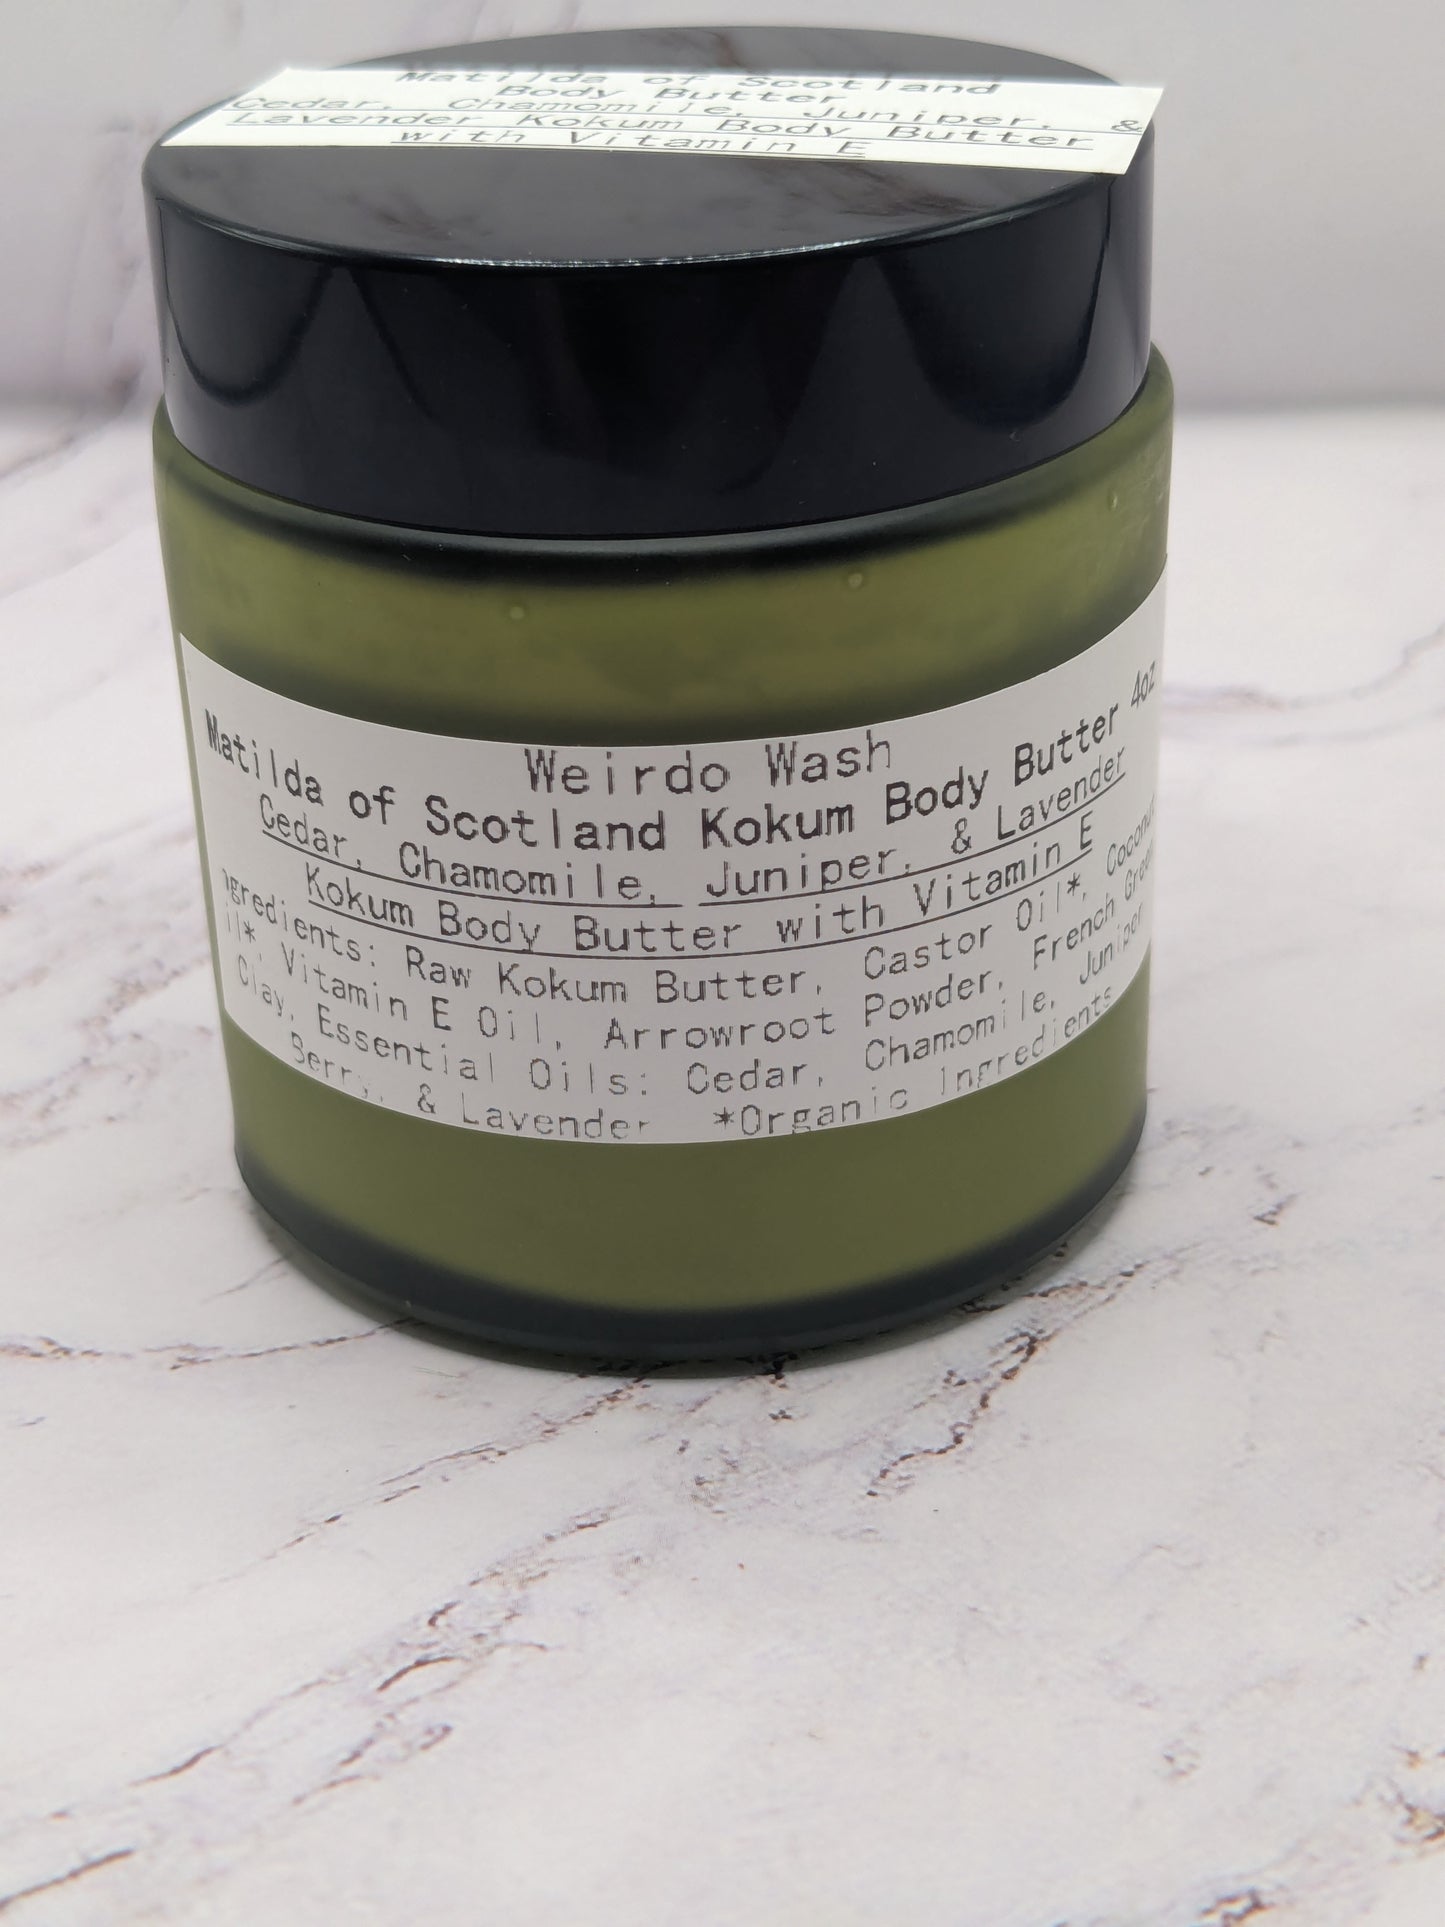 Matilda of Scotland
Body Butter
Cedar, Chamomile, Juniper, &
Lavender Kokum Body Butter
with Vitamin E
Weirdo Wash
Matilda of Scotland Kokum Body Butter 4oz
Cedar, Chamomile, Juniper, & Lavender
Kokum Body Butter with Vitamin E
ngredients: Raw Kokum Butter, Castor Oil*, Coconut
il*, Vitamin E Oil, Arrowroot Powder, French Green
Clay, Essential Oils: Cedar, Chamomile, Juniper
Berry, & Lavender *Organic Ingredients